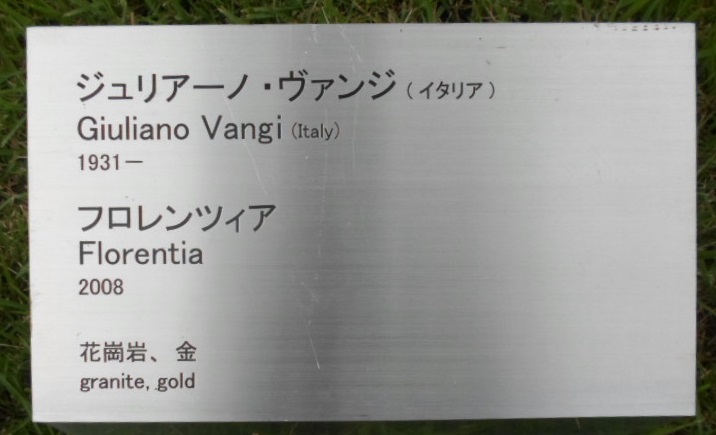 ジュリアーノ・ヴァンジ（イタリア）
Giuliano Vangi (Italy)
1931－
フロレンツィア
Florentia
2008
花崗岩、金
granite, gold